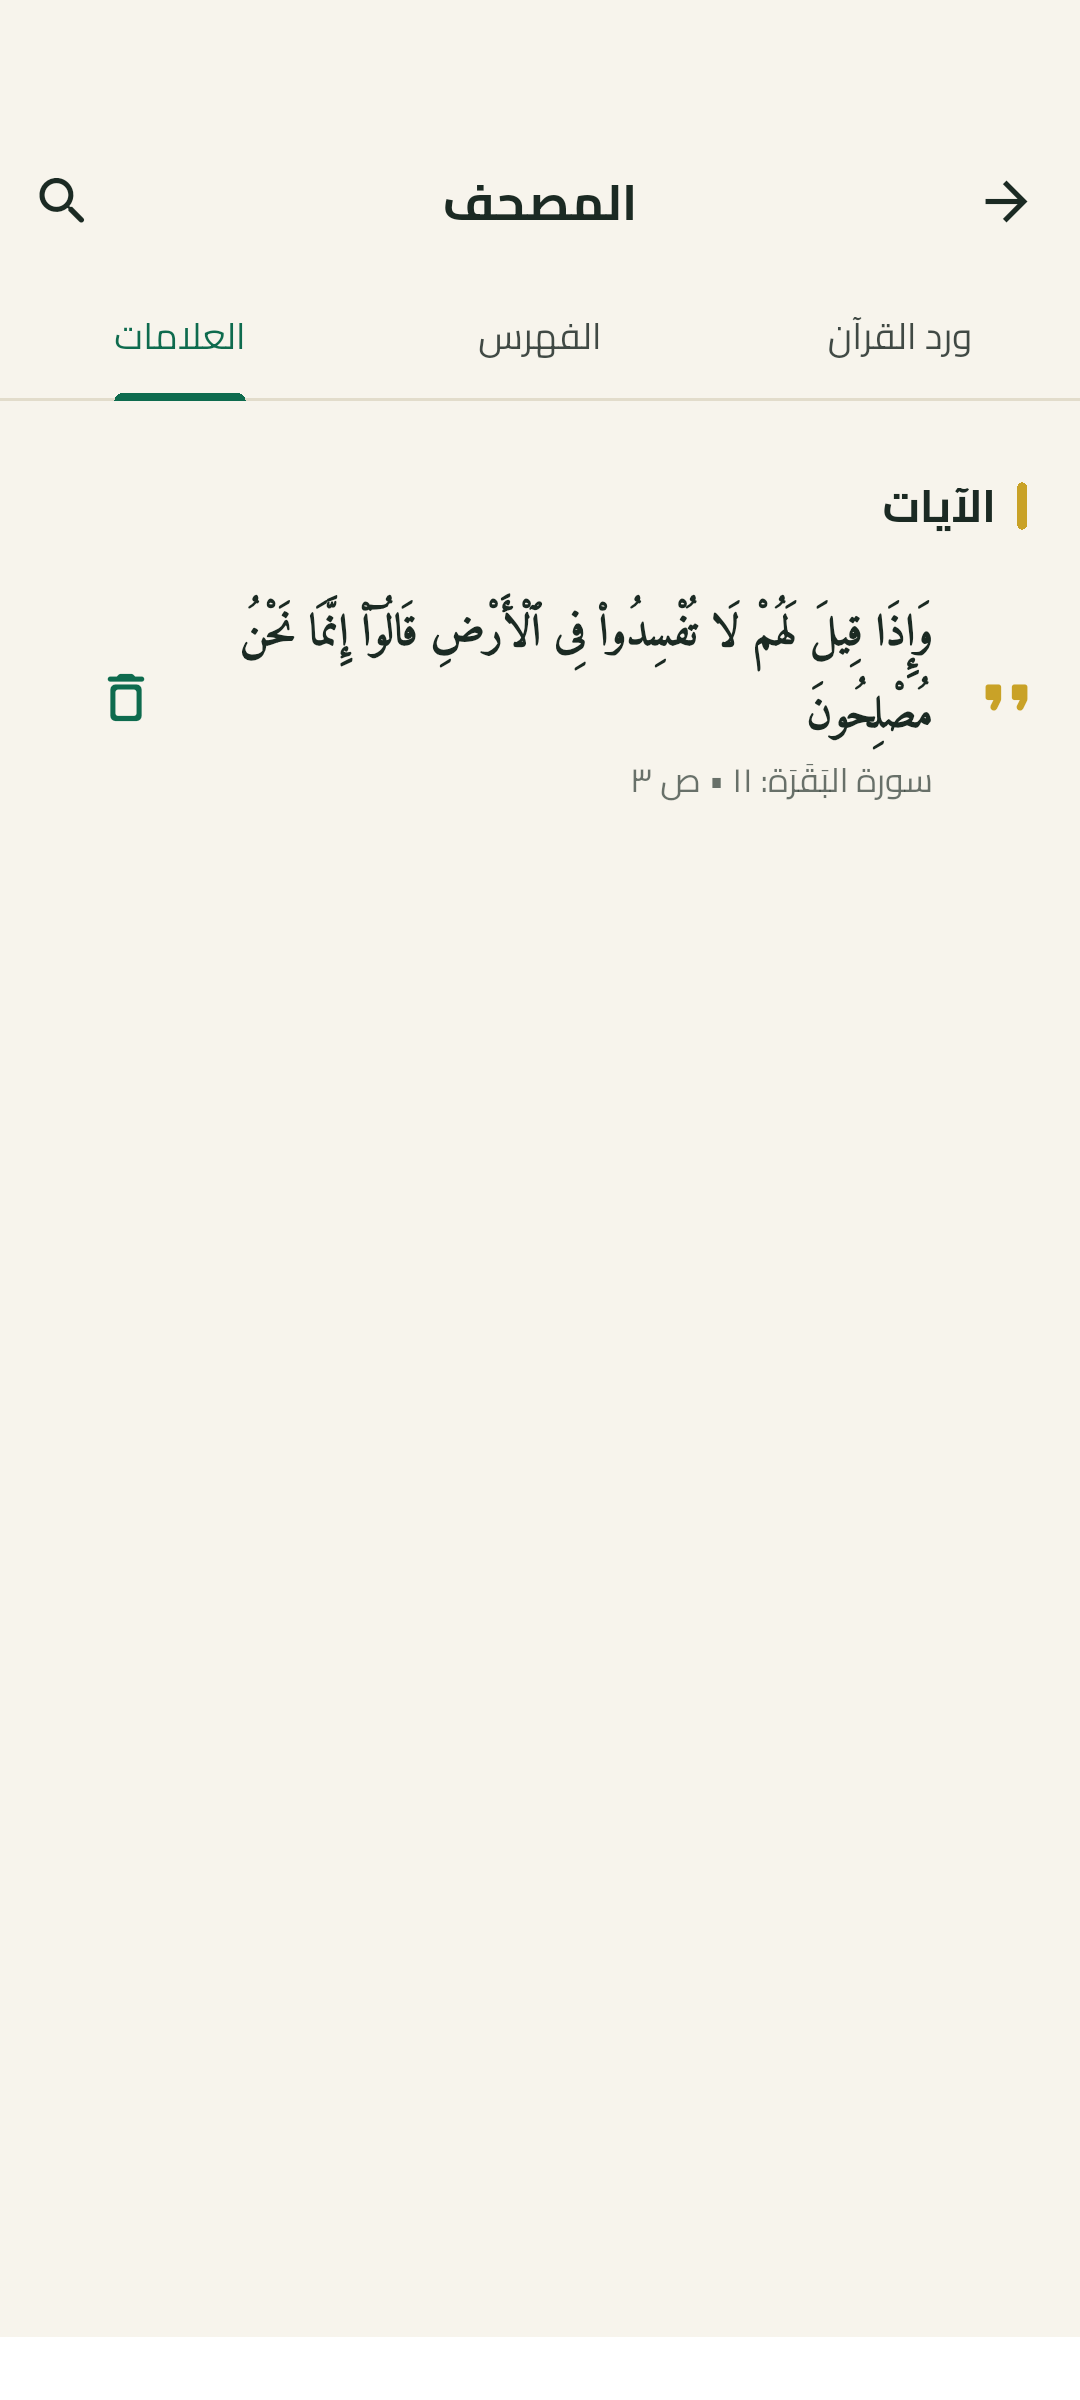 المصحف
ورد القرآن
الفهرس
العلامات
الآيات
وَإِذَا قِيلَ لَهُمْ لَا تُفْسِدُوا۟ فِى ٱلْأَرْضِ قَالُوٓا۟ إِنَّمَا نَحْنُ
مُصْلِحُونَ
سورة البَقَرَة: ١١ ▪ ص ٣